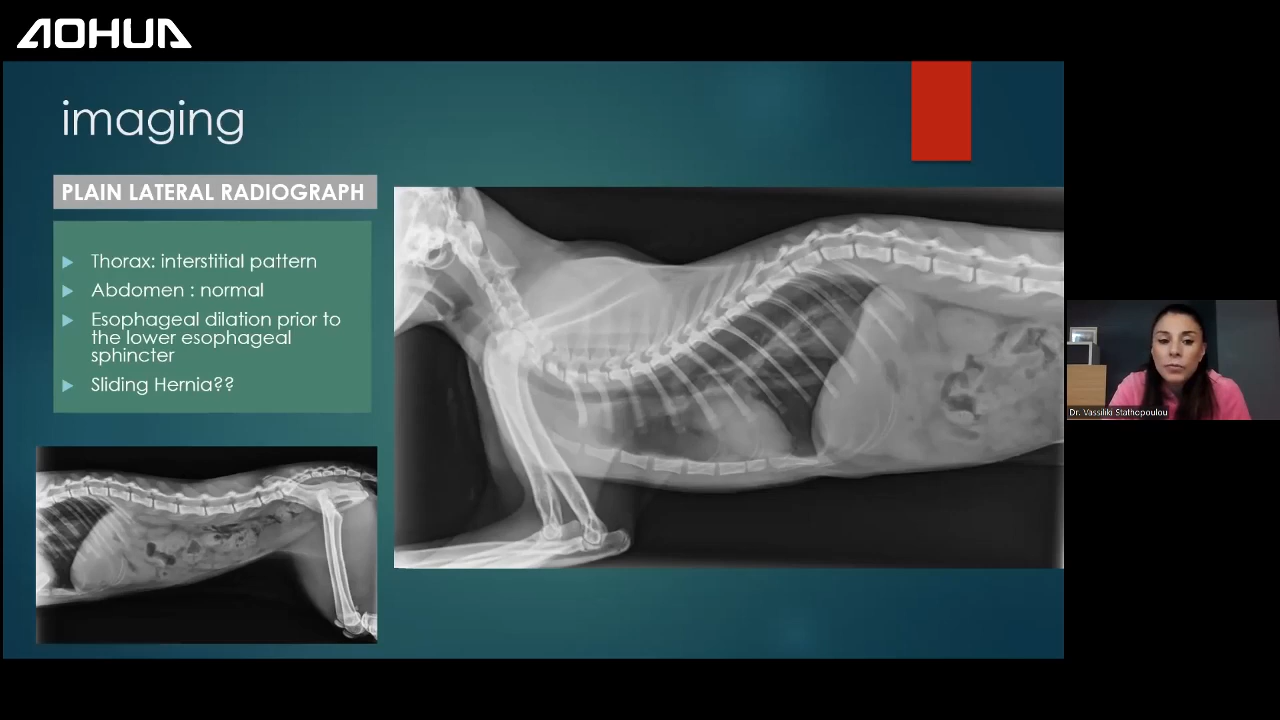 AOHUA
imaging
PLAIN LATERAL RADIOGRAPH
Thorax: interstitial pattern
Abdomen : normal
Esophageal dilation prior to
the lower esophageal
sphincter
Sliding Hernia??
Dr. Vassiliki Stathopoulou